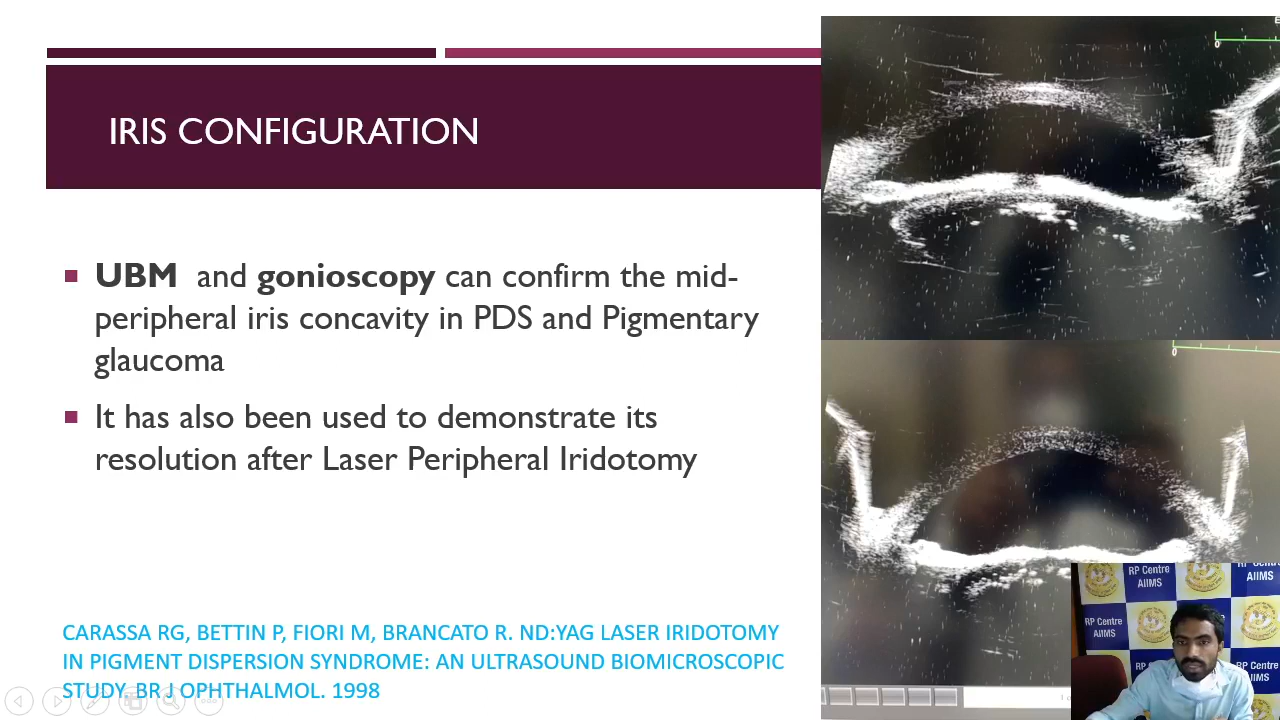 IRIS CONFIGURATION
UBM and gonioscopy can confirm the mid-
peripheral iris concavity in PDS and Pigmentary
glaucoma
It has also been used to demonstrate its
resolution after Laser Peripheral Iridotomy
CARASSA RG, BETTIN P, FIORI M, BRANCATO R. ND:YAG LASER IRIDOTOMY
IN PIGMENT DISPERSION SYNDROME: AN ULTRASOUND BIOMICROSCOPIC
STUDY. BR J OPHTHALMOL. 1998
0
0
RP Centre
AIIMS
RP Centre
AIIMS
RP Centre
AIIMS
RP Centre